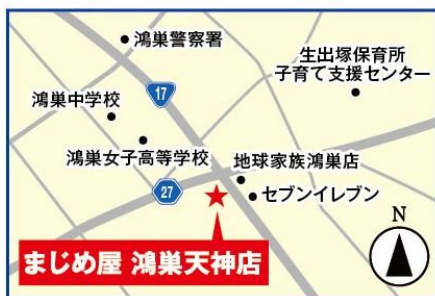 鴻巣警察署
生出塚保育所
子育て支援センター
17
鴻巣中学校
鴻巣女子高等学校
地球家族鴻巣店
27
セブンイレブン
N
まじめ屋 鴻巣天神店